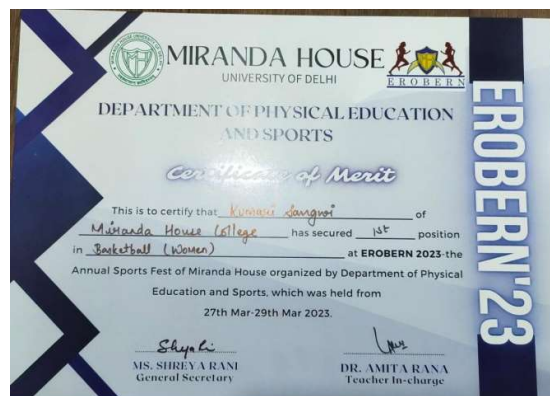 MIRANDA HOUSE
UNIVERSITY OF DELHI
EROBERN
DEPARTMENT OF PHYSICAL EDUCATION
AND SPORTS
Certificate of Merit
This is to certify that Kumari Sangwi of
Miranda House College has secured 1st position
in Basketball (Women) at EROBERN 2023-the
Annual Sports Fest of Miranda House organized by Department of Physical
Education and Sports, which was held from
27th Mar-29th Mar 2023.
MS. SHREYA RANI
General Secretary
DR. AMITA RANA
Teacher In-charge
EROBERN'23